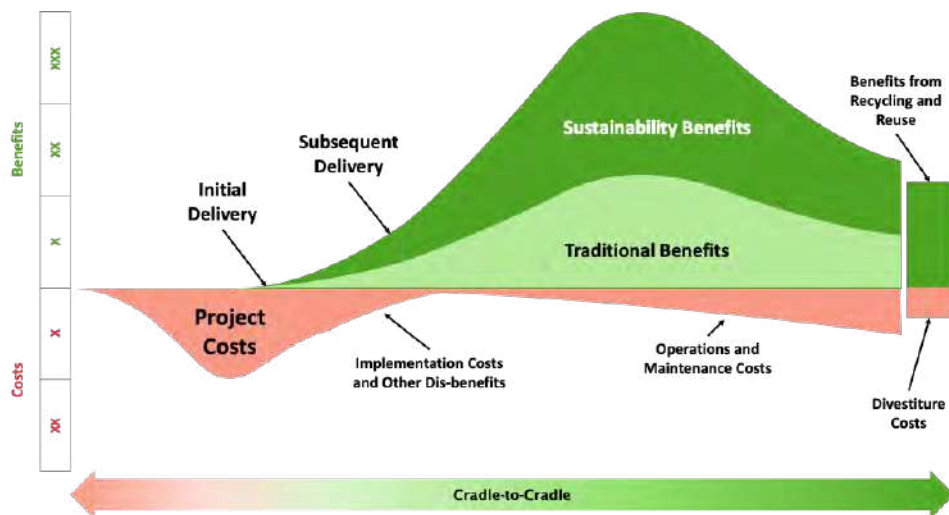 Benefits
XXX
XX
X
Costs
X
XX
Initial
Delivery
Subsequent
Delivery
Sustainability Benefits
Traditional Benefits
Benefits from
Recycling and
Reuse
Project
Costs
Implementation Costs
and Other Dis-benefits
Operations and
Maintenance Costs
Divestiture
Costs
Cradle-to-Cradle